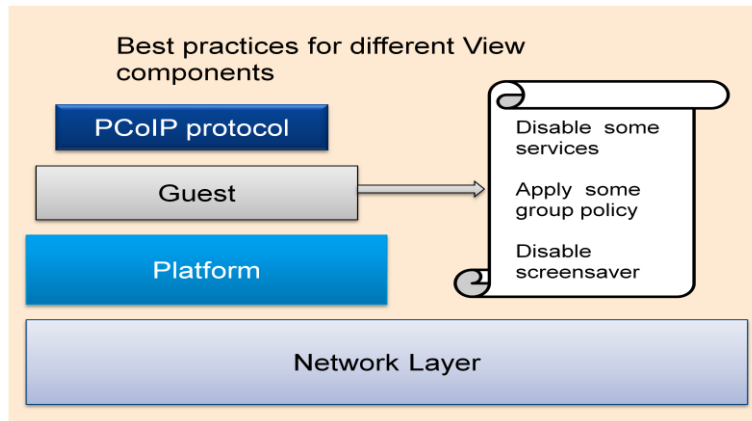 Best practices for different View
components
PCoIP protocol
Guest
Platform
Network Layer
Disable some
services
Apply some
group policy
Disable
screensaver